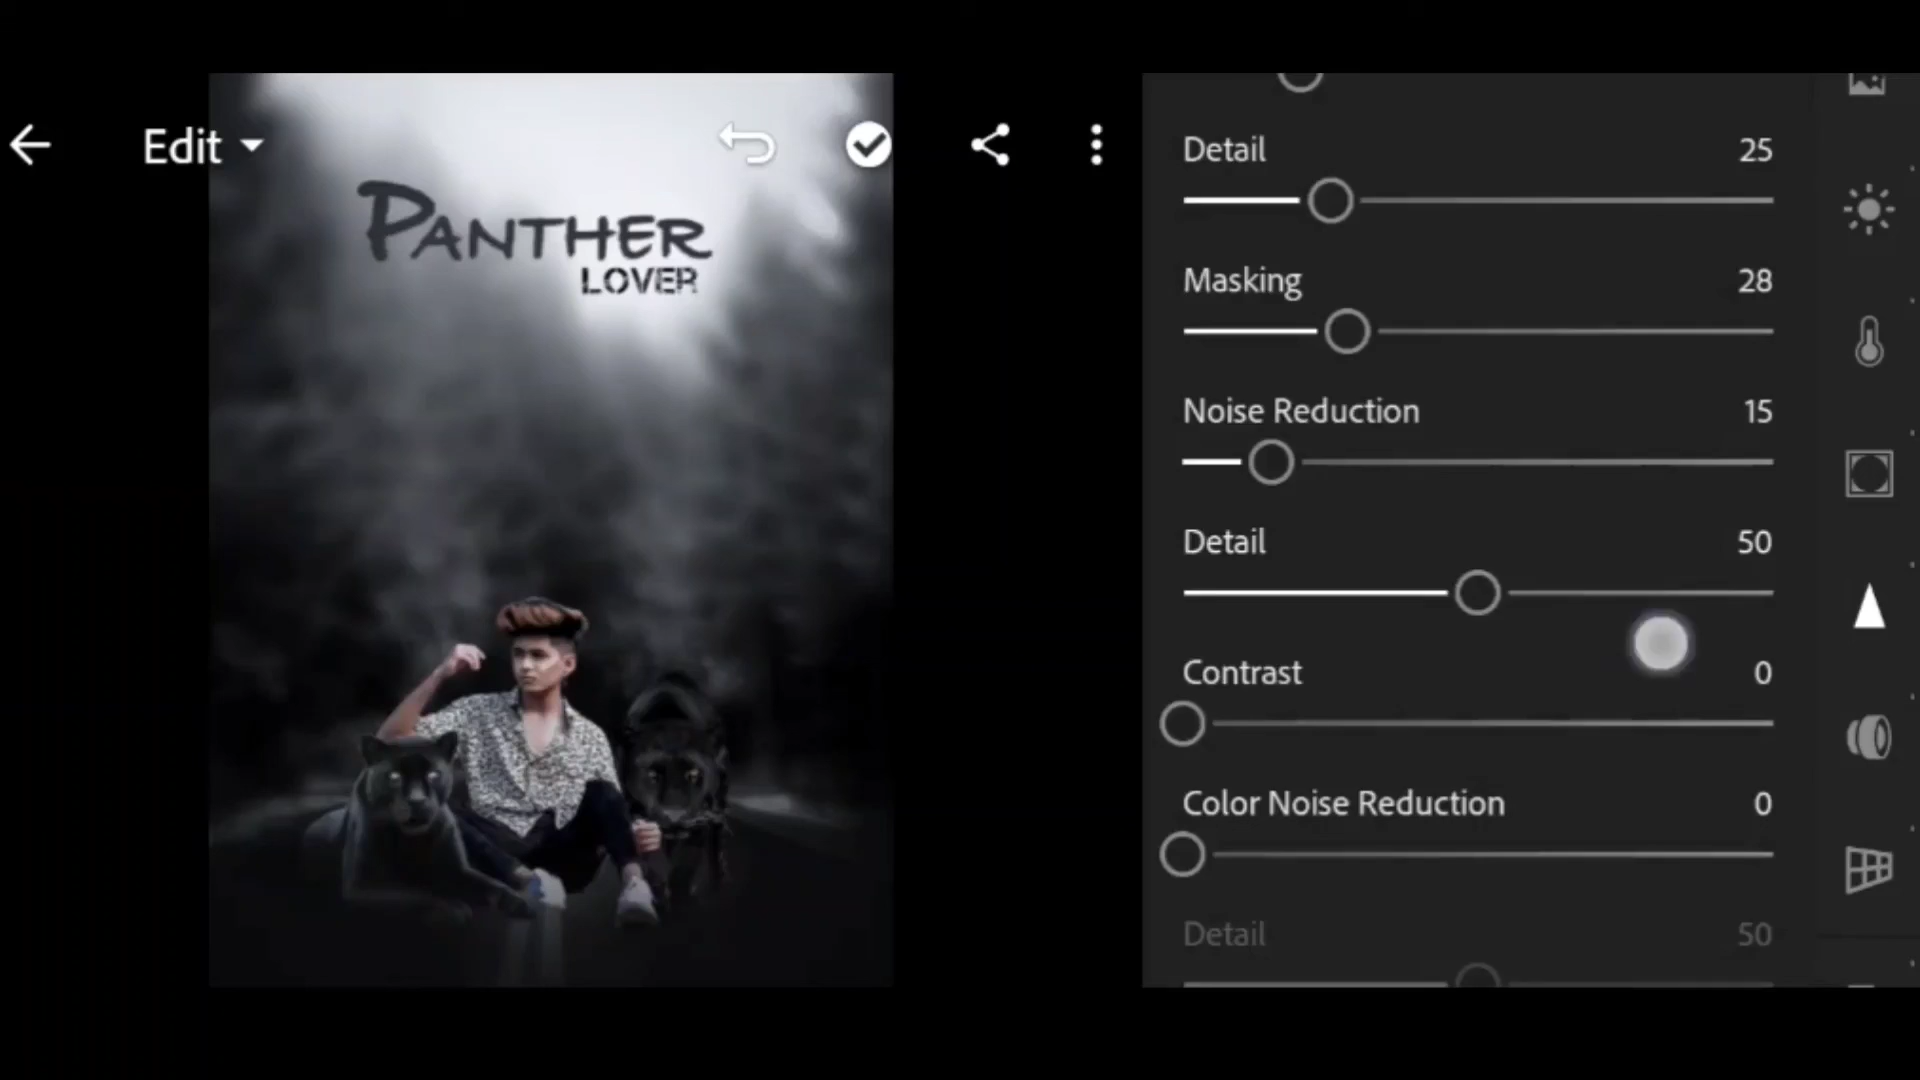 Edit
PANTHER
LOVER
Detail 25
Masking 28
Noise Reduction 15
Detail 50
Contrast 0
Color Noise Reduction 0
Detail 50